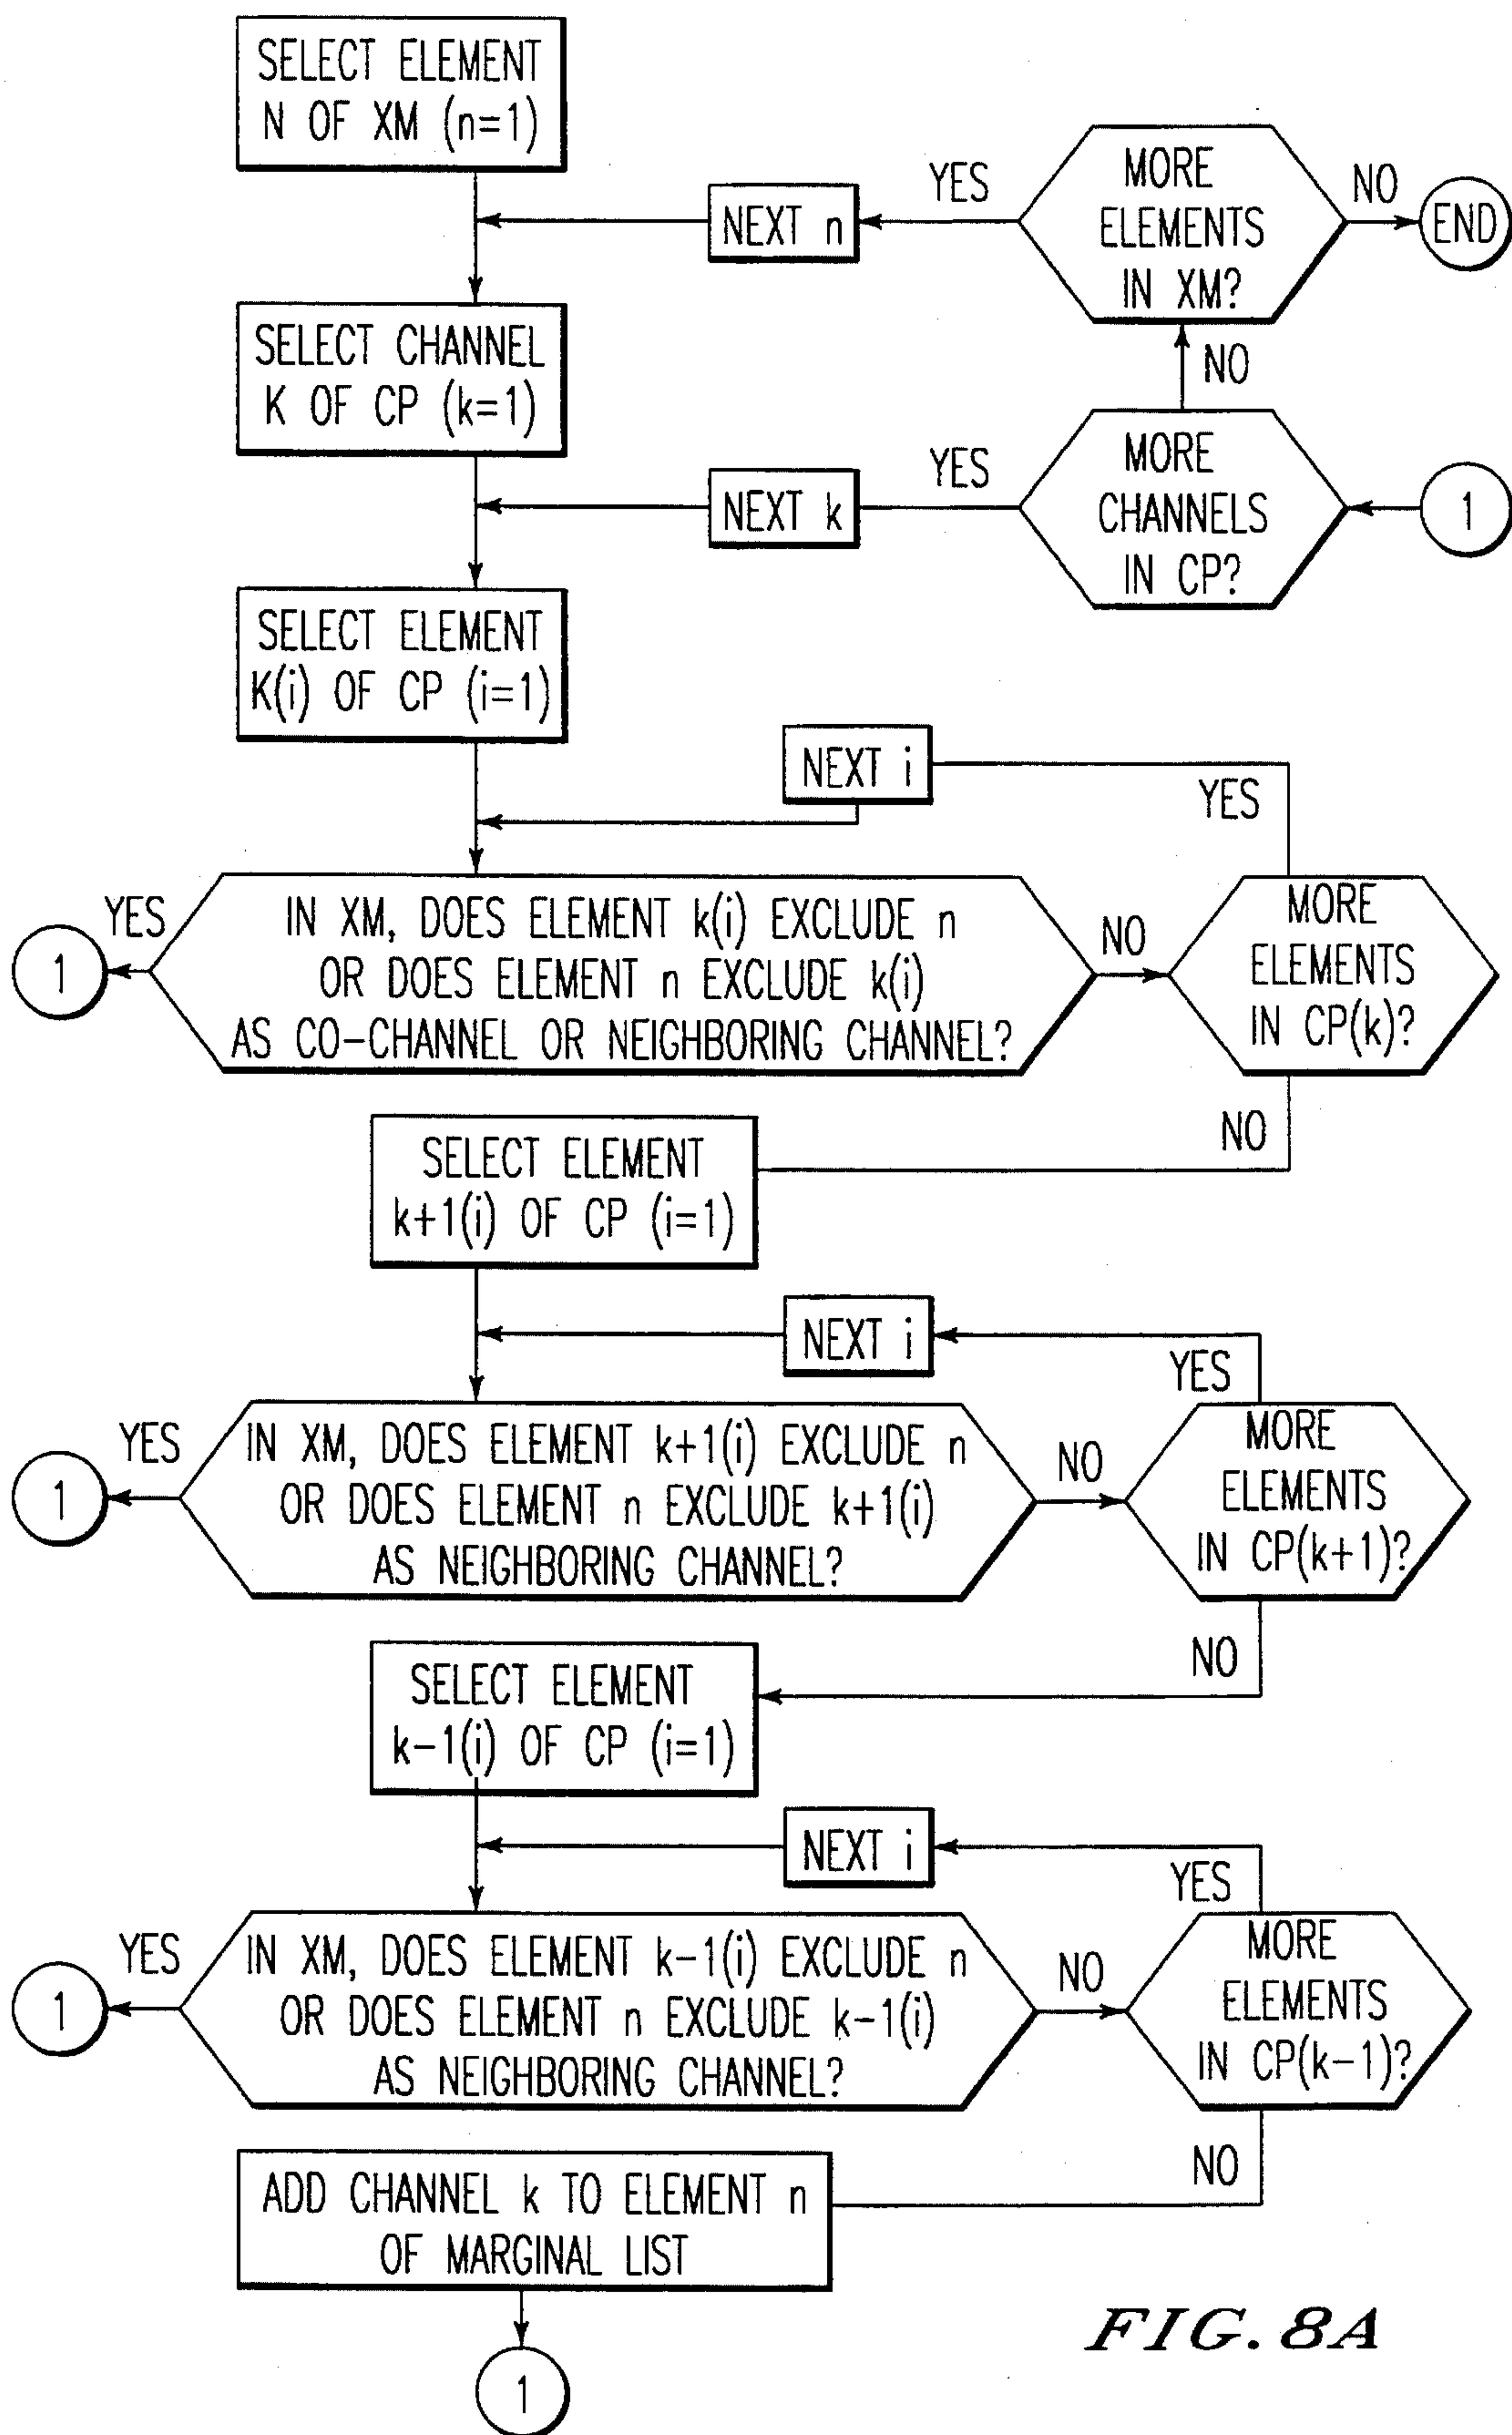 SELECT ELEMENT
N OF XM (n=1)
MORE
ELEMENTS
IN XM?
YES
NO
NEXT n
END
SELECT CHANNEL
K OF CP (k=1)
NO
MORE
CHANNELS
IN CP?
YES
NEXT k
1
SELECT ELEMENT
K(i) OF CP (i=1)
NEXT i
YES
YES
IN XM, DOES ELEMENT k(i) EXCLUDE n
OR DOES ELEMENT n EXCLUDE k(i)
AS CO-CHANNEL OR NEIGHBORING CHANNEL?
1
NO
MORE
ELEMENTS
IN CP(k)?
NO
SELECT ELEMENT
k+1(i) OF CP (i=1)
NEXT i
YES
YES
IN XM, DOES ELEMENT k+1(i) EXCLUDE n
OR DOES ELEMENT n EXCLUDE k+1(i)
AS NEIGHBORING CHANNEL?
1
NO
MORE
ELEMENTS
IN CP(k+1)?
NO
SELECT ELEMENT
k-1(i) OF CP (i=1)
NEXT i
YES
YES
IN XM, DOES ELEMENT k-1(i) EXCLUDE n
OR DOES ELEMENT n EXCLUDE k-1(i)
AS NEIGHBORING CHANNEL?
1
NO
MORE
ELEMENTS
IN CP(k-1)?
NO
ADD CHANNEL k TO ELEMENT n
OF MARGINAL LIST
1
FIG. 8A